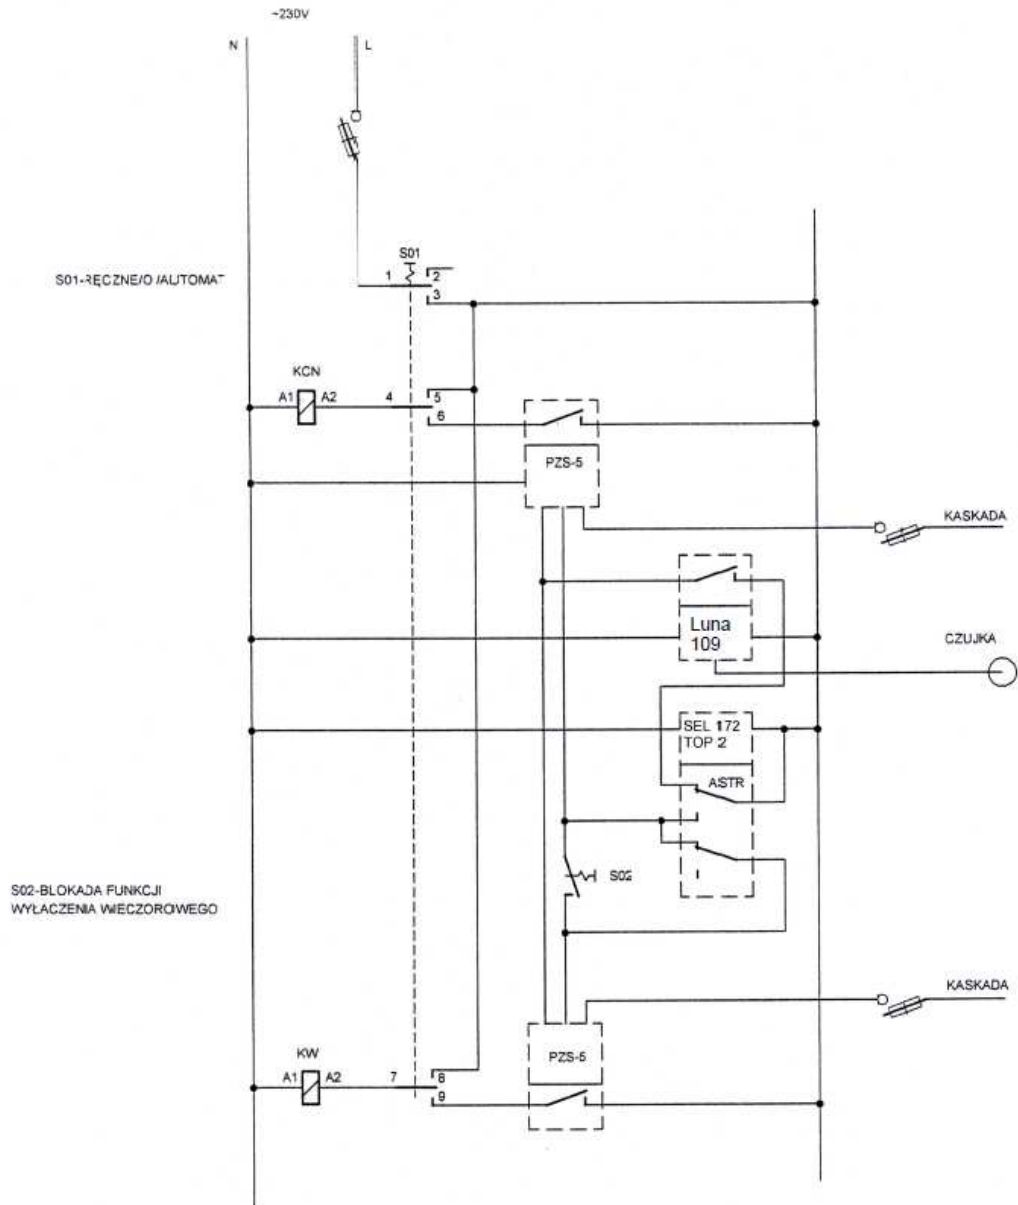 ~230V
N
L
S01
S01-RĘCZNE/O /AUTOMAT
1
2
3
KCN
A1
A2
4
5
6
PZS-5
KASKADA
Luna
109
CZUJKA
SEL 172
TOP 2
ASTR
S02
S02-BLOKADA FUNKCJI
WYŁACZENIA WIECZOROWEGO
KASKADA
PZS-5
KW
A1
A2
7
8
9